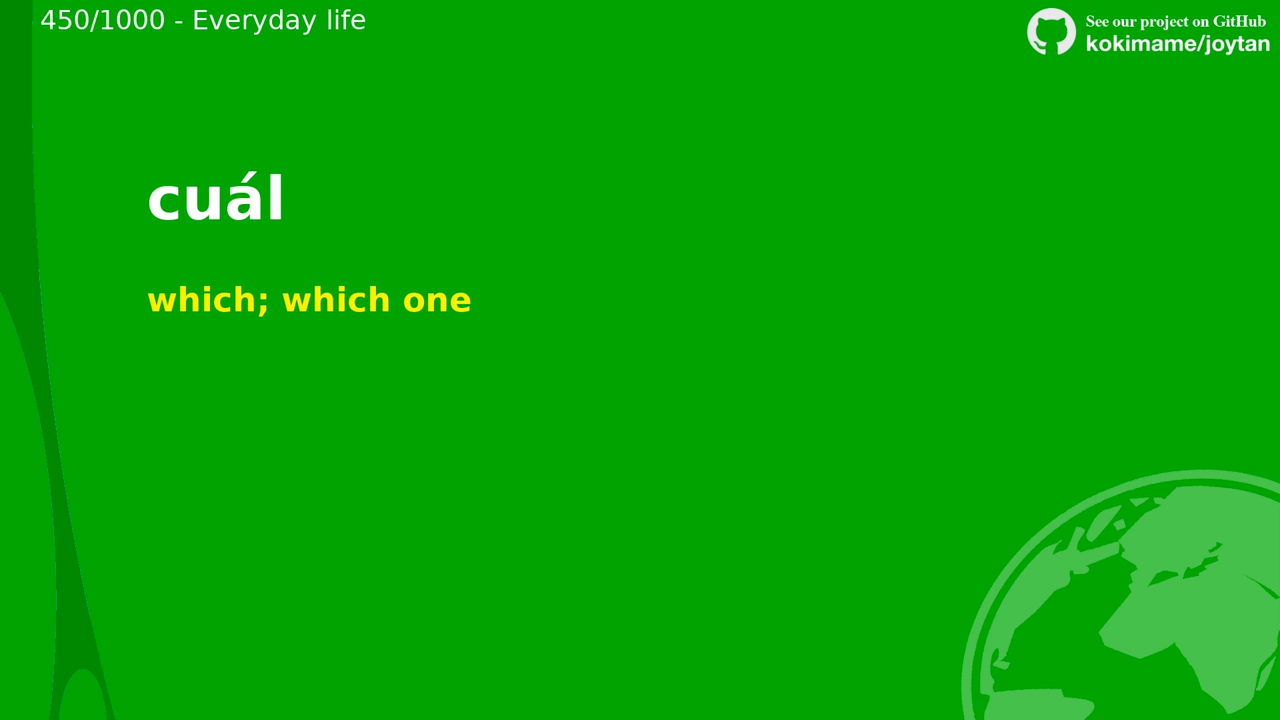 450/1000 - Everyday life
See our project on GitHub
kokimame/joytan
cuál
which; which one